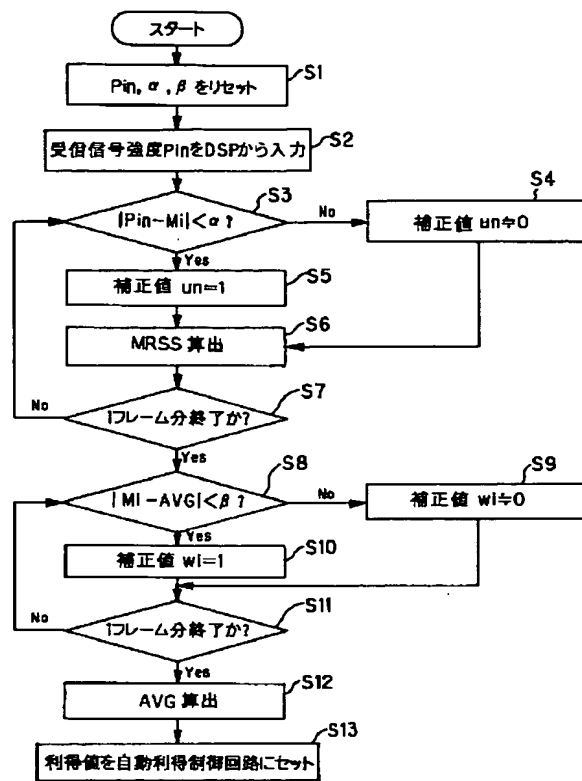 スタート
S1
Pin, α, β をリセット
S2
受信信号強度PinをDSPから入力
S3
|Pin−Mi|<α?
No
S4
補正値 un≒0
Yes
S5
補正値 un=1
S6
MRSS 算出
S7
No
1フレーム分終了か?
Yes
S8
|Mi−AVG|<β?
No
S9
補正値 wi≒0
Yes
S10
補正値 wi=1
S11
No
1フレーム分終了か?
Yes
S12
AVG 算出
S13
利得値を自動利得制御回路にセット